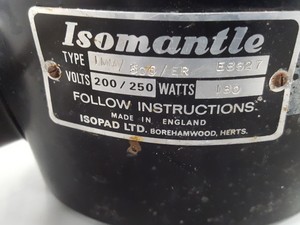 Isomantle
TYPE
VOLTS 200/250 WATTS
FOLLOW INSTRUCTIONS
MADE IN ENGLAND
ISOPAD LTD. BOREHAMWOOD, HERTS.